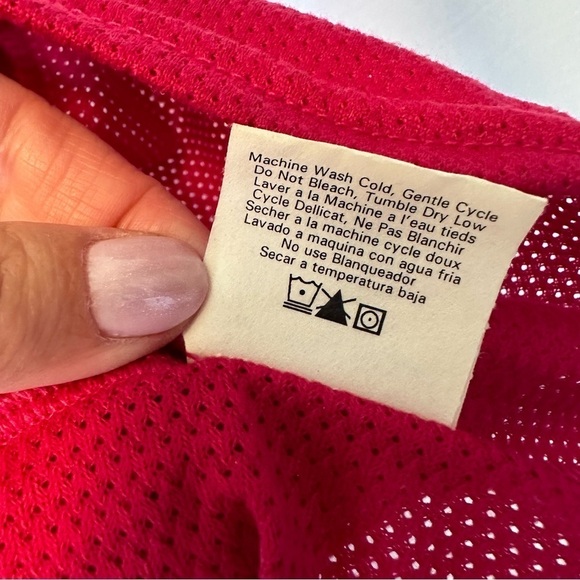 Machine Wash Cold, Gentle Cycle
Do Not Bleach, Tumble Dry Low
Laver a la Machine a l'eau tieds
Cycle Dellicat, Ne Pas Blanchir
Secher a la machine cycle doux
Lavado a maquina con agua fria
No use Blanqueador
Secar a temperatura baja